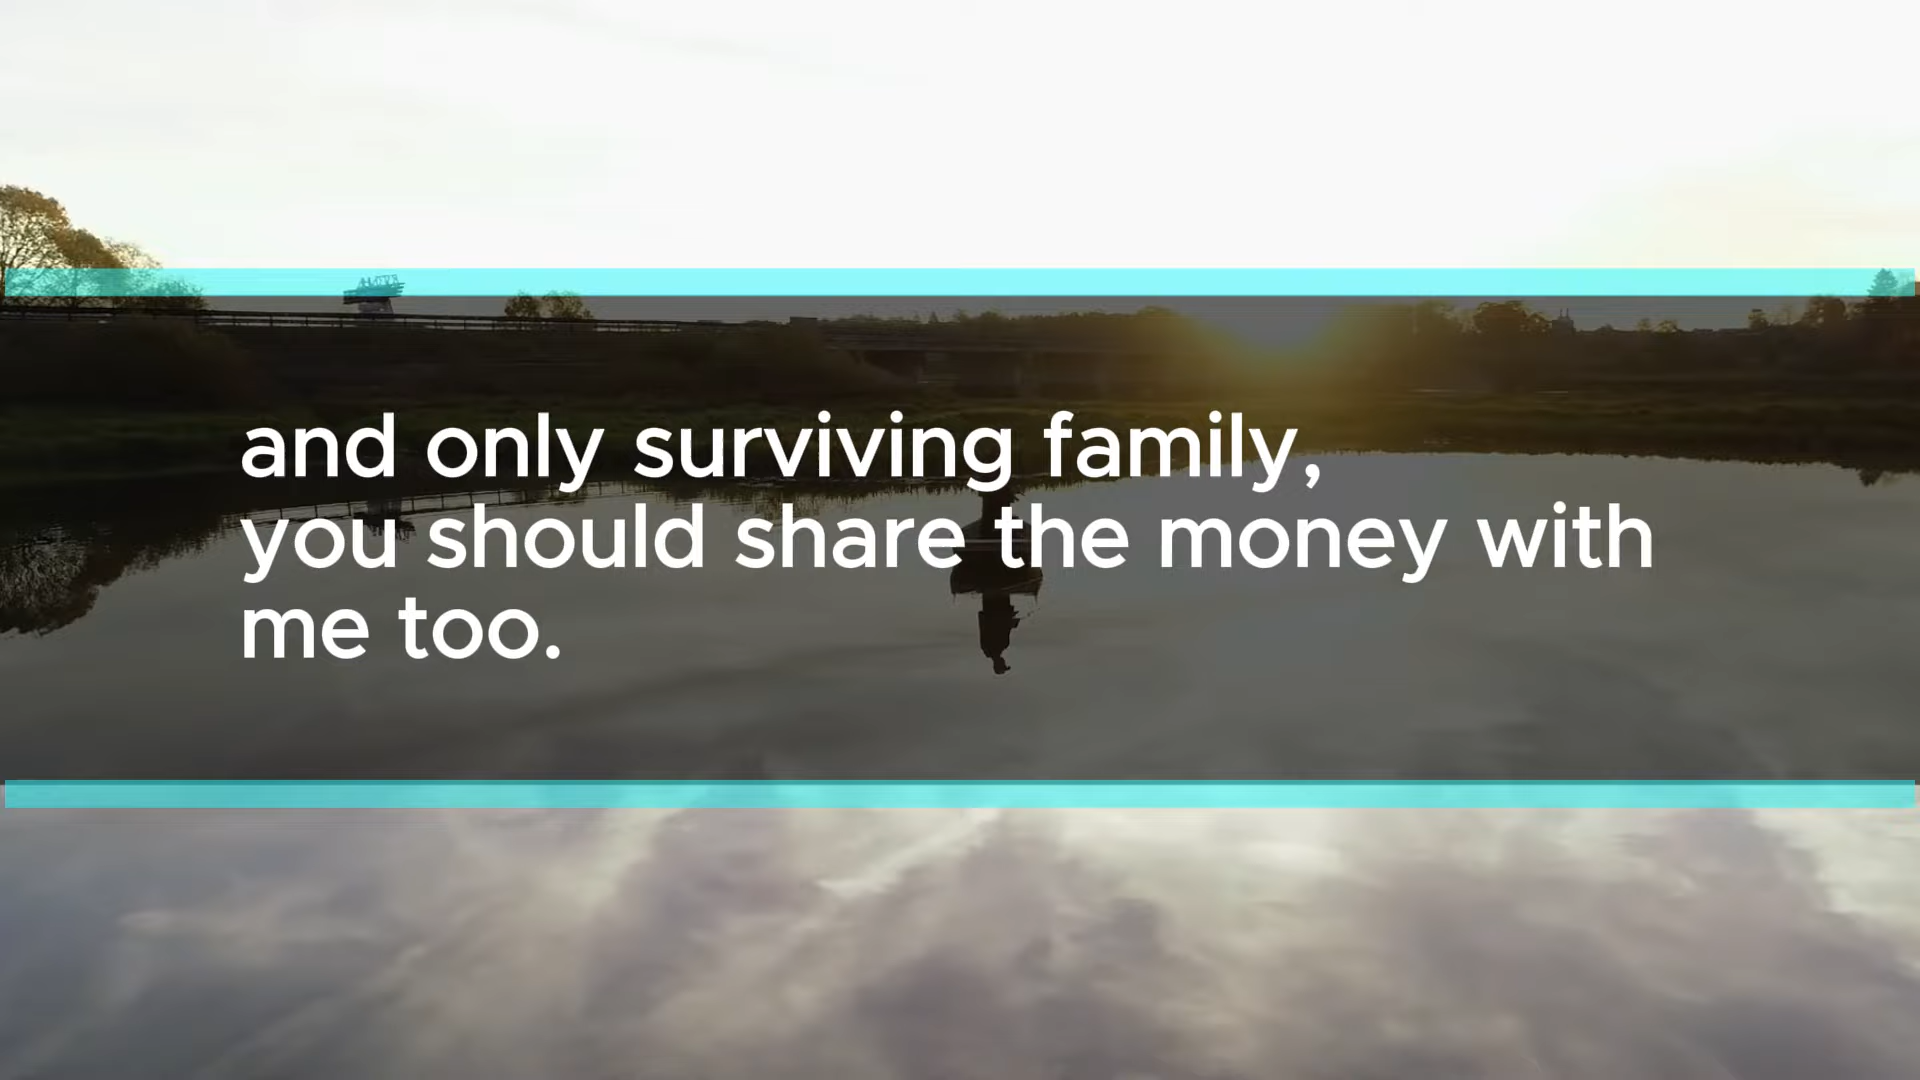 and only surviving family,
you should share the money with
me too.